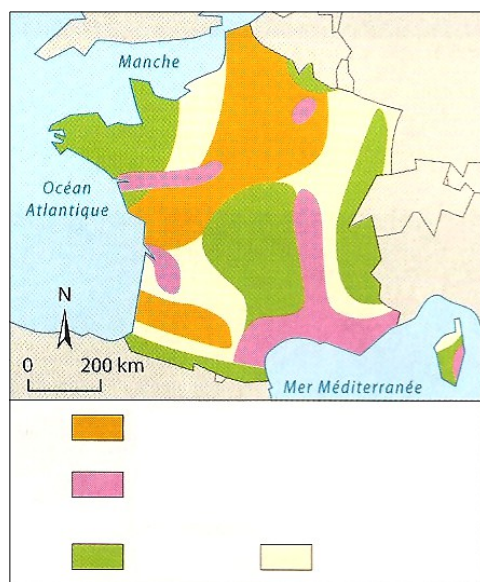 Manche
Océan
Atlantique
N
0 200 km
Mer Méditerranée